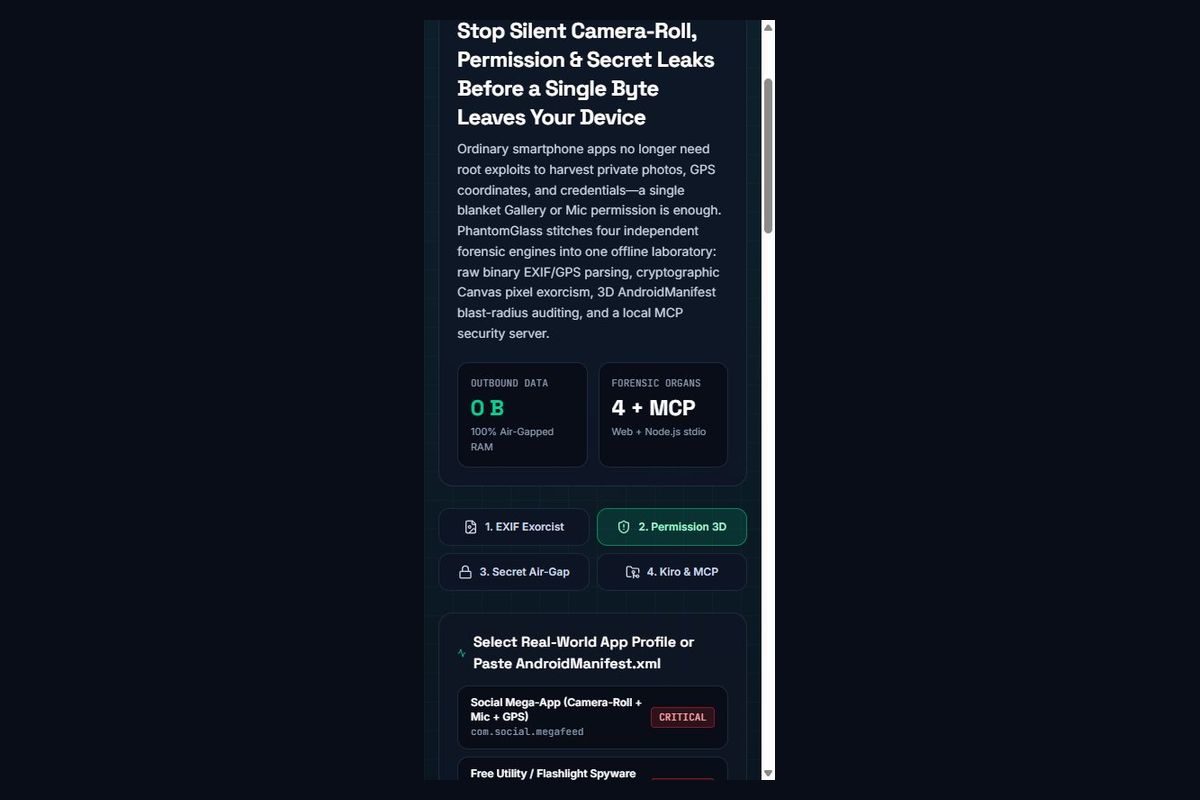 Stop Silent Camera-Roll,
Permission & Secret Leaks
Before a Single Byte
Leaves Your Device
Ordinary smartphone apps no longer need
root exploits to harvest private photos, GPS
coordinates, and credentials—a single
blanket Gallery or Mic permission is enough.
PhantomGlass stitches four independent
forensic engines into one offline laboratory:
raw binary EXIF/GPS parsing, cryptographic
Canvas pixel exorcism, 3D AndroidManifest
blast-radius auditing, and a local MCP
security server.
OUTBOUND DATA
0 B
100% Air-Gapped
RAM
FORENSIC ORGANS
4 + MCP
Web + Node.js stdio
1. EXIF Exorcist
2. Permission 3D
3. Secret Air-Gap
4. Kiro & MCP
Select Real-World App Profile or
Paste AndroidManifest.xml
Social Mega-App (Camera-Roll +
Mic + GPS)
com.social.megafeed
CRITICAL
Free Utility / Flashlight Spyware